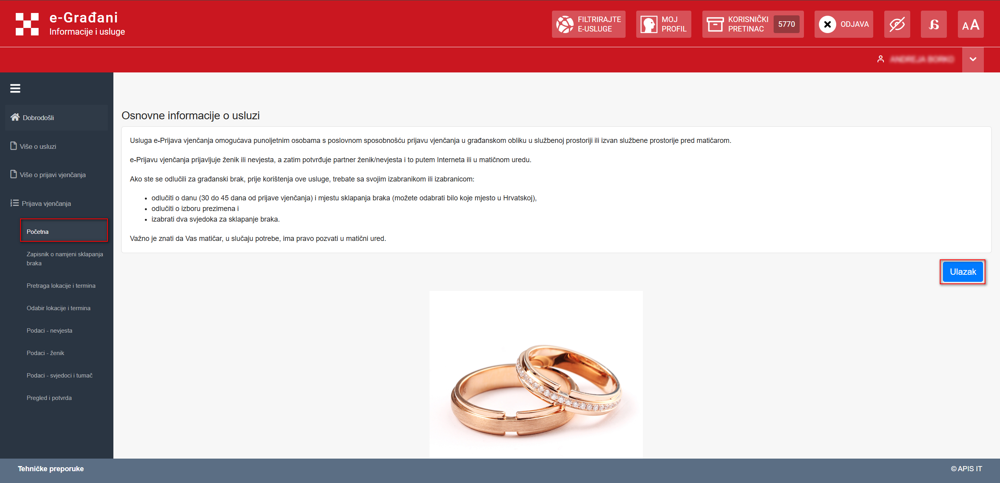 e-Građani
Informacije i usluge
FILTRIRAJTE
E-USLUGE
MOJ
PROFIL
KORISNIČKI
PRETINAC
5770
ODJAVA
AA
Dobrodošli
Više o usluzi
Više o prijavi vjenčanja
Prijava vjenčanja
Početna
Zapisnik o namjeni sklapanja
braka
Pretraga lokacije i termina
Odabir lokacije i termina
Podaci - nevjesta
Podaci - ženik
Podaci - svjedoci i tumač
Pregled i potvrda
Osnovne informacije o usluzi
Usluga e-Prijava vjenčanja omogućava punoljetnim osobama s poslovnom sposobnošću prijavu vjenčanja u građanskom obliku u službenoj prostoriji ili izvan službene prostorije pred matičarom.
e-Prijavu vjenčanja prijavljuje ženik ili nevjesta, a zatim potvrđuje partner ženik/nevjesta i to putem Interneta ili u matičnom uredu.
Ako ste se odlučili za građanski brak, prije korištenja ove usluge, trebate sa svojim izabranikom ili izabranicom:
• odlučiti o danu (30 do 45 dana od prijave vjenčanja) i mjestu sklapanja braka (možete odabrati bilo koje mjesto u Hrvatskoj),
• odlučiti o izboru prezimena i
• izabrati dva svjedoka za sklapanje braka.
Važno je znati da Vas matičar, u slučaju potrebe, ima pravo pozvati u matični ured.
Ulazak
Tehničke preporuke
© APIS IT